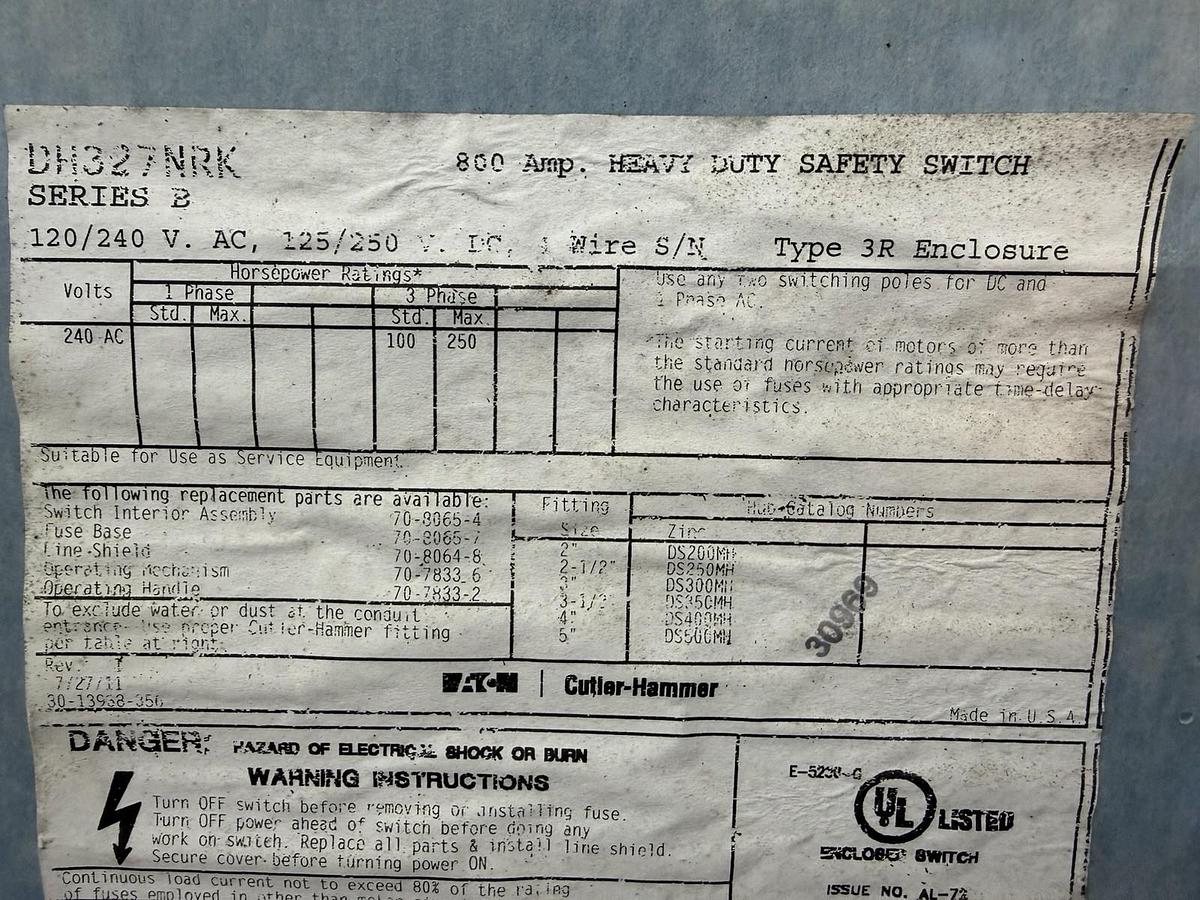 DH327NRK
800 Amp. HEAVY DUTY SAFETY SWITCH
SERIES B
120/240 V. AC, 125/250 V. DC, Wire S/N Type 3R Enclosure
Horsepower Ratings*
Volts
1 Phase 3 Phase
Std. Max. Std. Max.
240 AC 100 250
Use any two switching poles for DC and
1 Phase AC.
*The starting current of motors of more than
the standard horsepower ratings may require
the use of fuses with appropriate time-delay
characteristics.
Suitable for Use as Service Equipment.
The following replacement parts are available:
Switch Interior Assembly 70-8065-4
Fuse Base 70-8065-7
Line Shield 70-8064-8
Operating Mechanism 70-7833-6
Operating Handle 70-7833-2
To exclude water or dust at the conduit
entrance use proper Cutler-Hammer fitting
per table at right.
Fitting Hub Catalog Numbers
Size Zinc
2" DS200MH
2-1/2" DS250MH
3" DS300MH
3-1/2" DS350MH
4" DS400MH
5" DS500MH
30969
Rev.
7/27/11
EATON | Cutler-Hammer
Made in U.S.A.
DANGER: HAZARD OF ELECTRICAL SHOCK OR BURN
WARNING INSTRUCTIONS
Turn OFF switch before removing or installing fuse.
Turn OFF power ahead of switch before doing any
work on switch. Replace all parts & install line shield.
Secure cover before turning power ON.
Continuous load current not to exceed 80% of the rating
of fuses employed in other than motor
UL LISTED
ENCLOSED SWITCH
ISSUE NO. AL-72